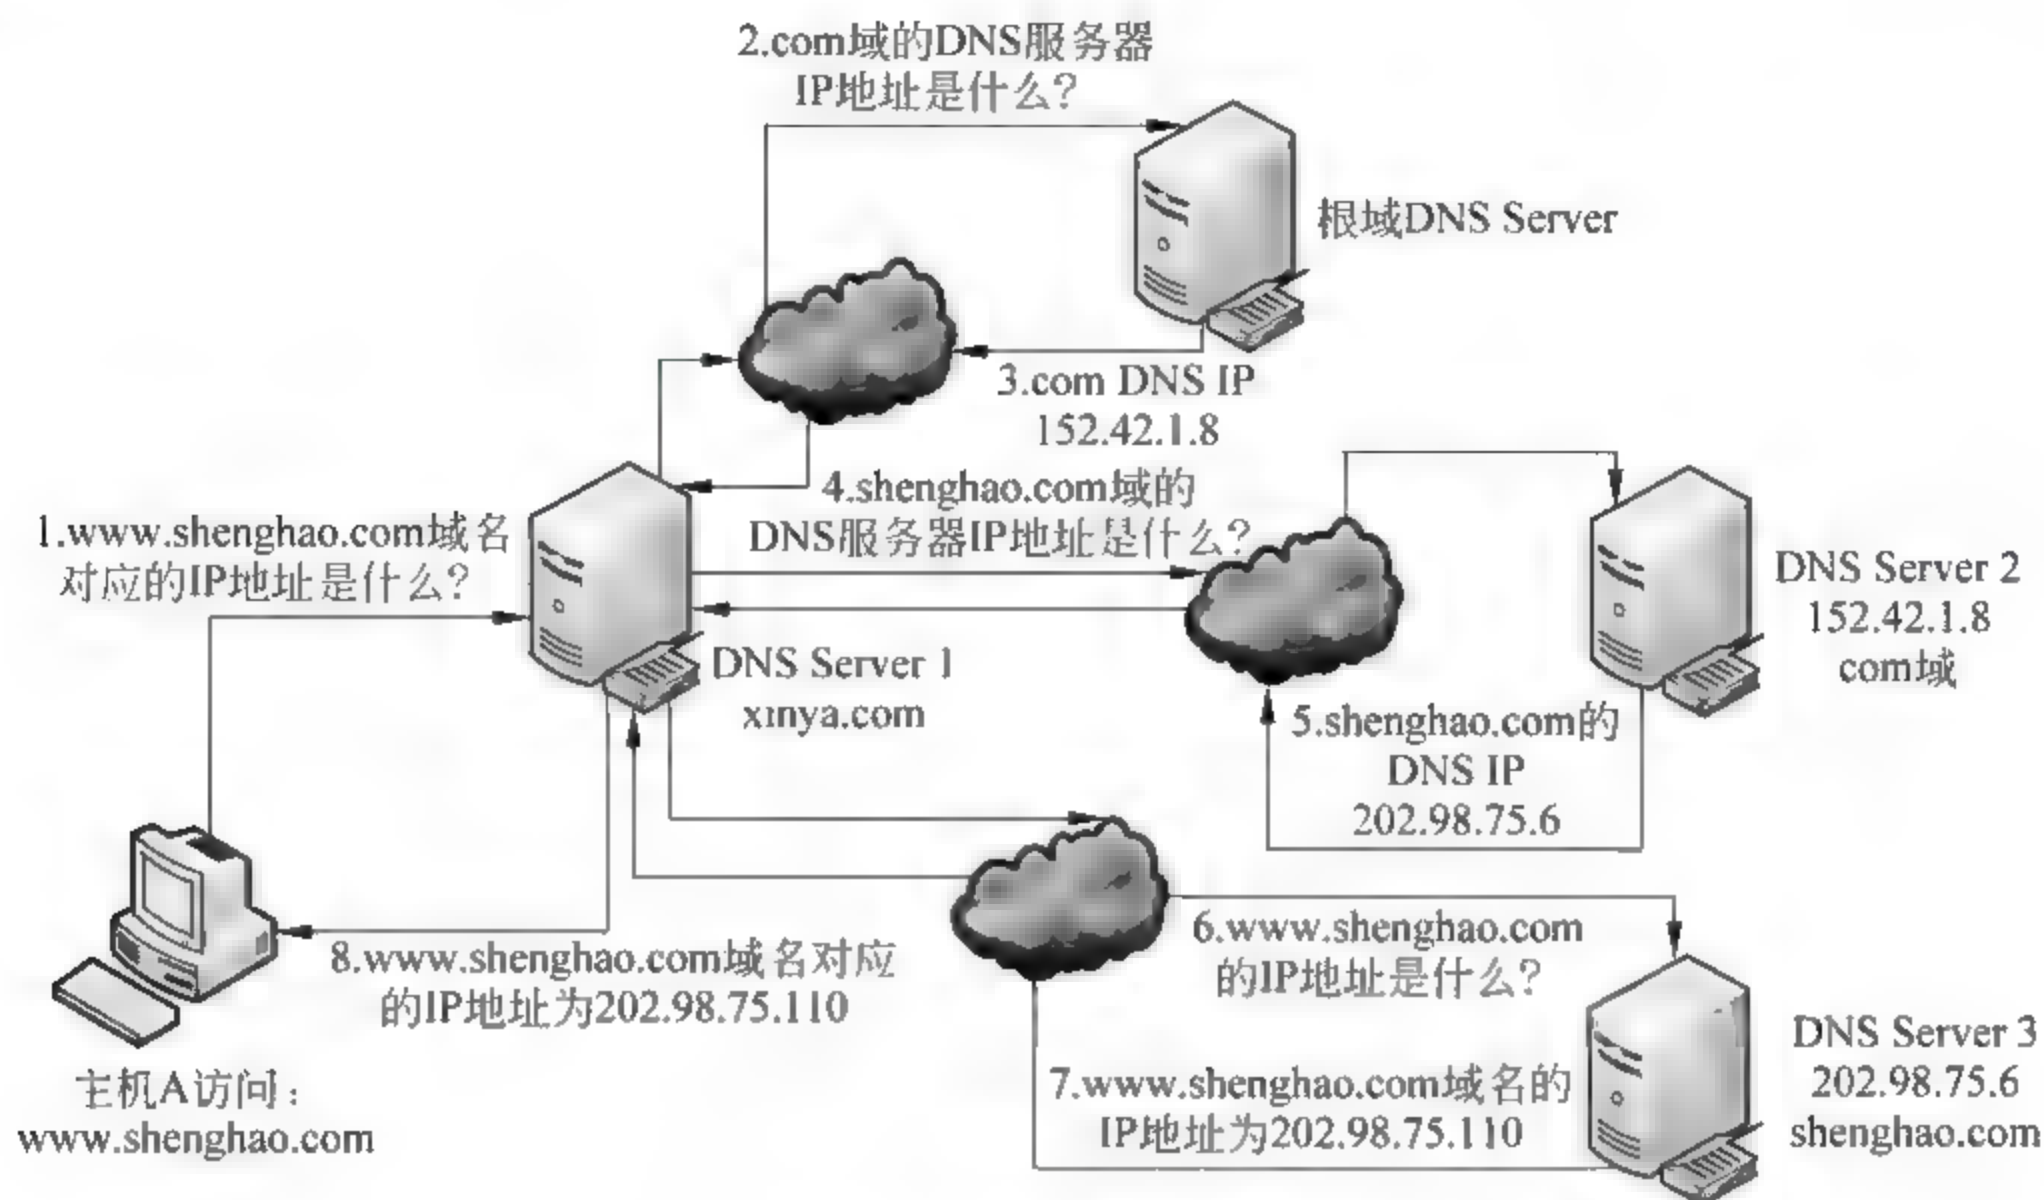 2.com域的DNS服务器
IP地址是什么?
根域DNS Server
3.com DNS IP
152.42.1.8
4.shenghao.com域的
DNS服务器IP地址是什么?
1.www.shenghao.com域名
对应的IP地址是什么?
DNS Server 2
152.42.1.8
com域
DNS Server 1
xinya.com
5.shenghao.com的
DNS IP
202.98.75.6
6.www.shenghao.com
的IP地址是什么?
8.www.shenghao.com域名对应
的IP地址为202.98.75.110
DNS Server 3
202.98.75.6
shenghao.com
7.www.shenghao.com域名的
IP地址为202.98.75.110
主机A访问:
www.shenghao.com